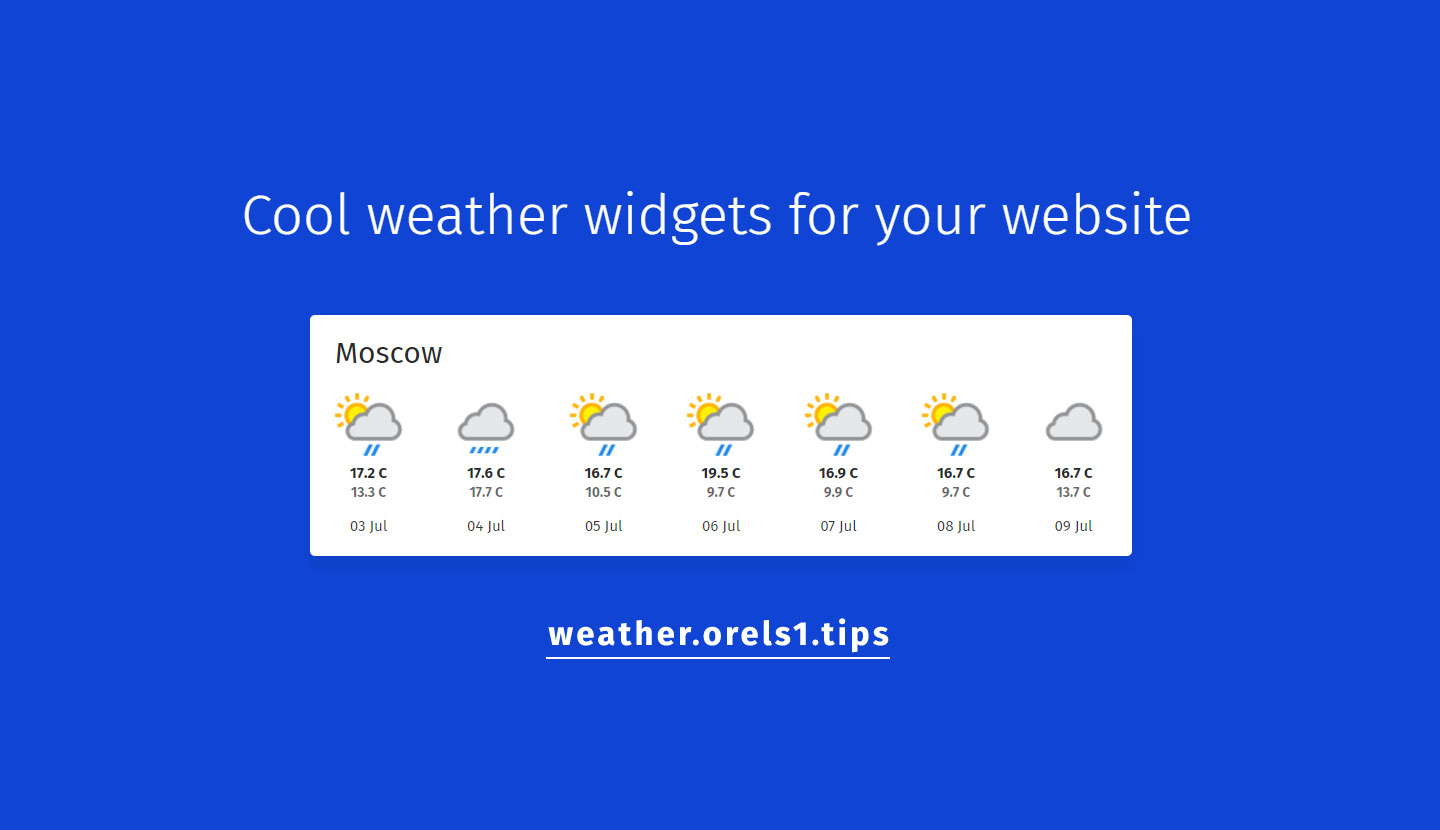 Cool weather widgets for your website
Moscow
17.2 C 17.6 C 16.7 C 19.5 C 16.9 C 16.7 C 16.7 C
13.3 C 17.7 C 10.5 C 9.7 C 9.9 C 9.7 C 13.7 C
03 Jul 04 Jul 05 Jul 06 Jul 07 Jul 08 Jul 09 Jul
weather.orels1.tips